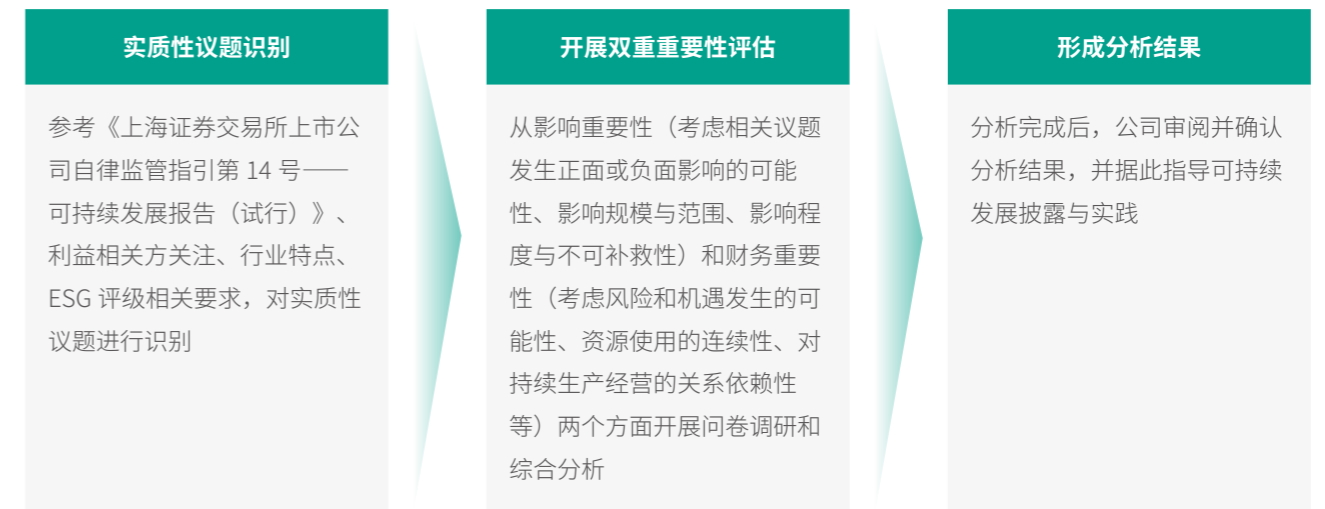 实质性议题识别
参考《上海证券交易所上市公
司自律监管指引第 14 号——
可持续发展报告（试行）》、
利益相关方关注、行业特点、
ESG 评级相关要求，对实质性
议题进行识别
开展双重重要性评估
从影响重要性（考虑相关议题
发生正面或负面影响的可能
性、影响规模与范围、影响程
度与不可补救性）和财务重要
性（考虑风险和机遇发生的可
能性、资源使用的连续性、对
持续生产经营的关系依赖性
等）两个方面开展问卷调研和
综合分析
形成分析结果
分析完成后，公司审阅并确认
分析结果，并据此指导可持续
发展披露与实践